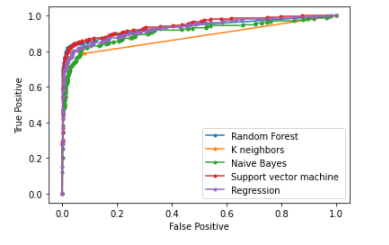 1.0
0.8
0.6
0.4
0.2
0.0
True Positive
Random Forest
K neighbors
Naive Bayes
Support vector machine
Regression
0.0 0.2 0.4 0.6 0.8 1.0
False Positive